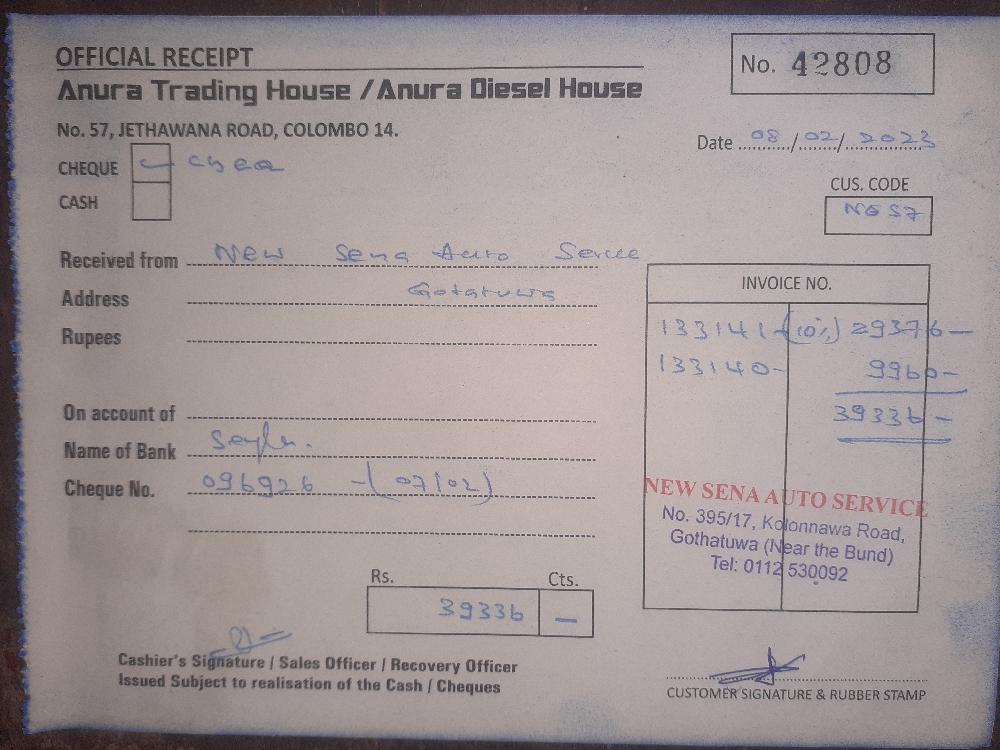 OFFICIAL RECEIPT
No. 42808
Anura Trading House / Anura Diesel House
No. 57, JETHAWANA ROAD, COLOMBO 14.
Date 08/02/2023
CHEQUE
CASH
CUS. CODE
Received from New Sena Auto
Address
INVOICE NO.
Rupees
133141 - (10%) 29376 -
133140 - 9960 -
39336 -
On account of
Name of Bank
Cheque No. 096926 - (07/02)
NEW SENA AUTO SERVICE
No. 395/17, Kolonnawa Road,
Gothatuwa (Near the Bund)
Tel: 0112 530092
Rs. Cts.
39336 -
Cashier's Signature / Sales Officer / Recovery Officer
Issued Subject to realisation of the Cash / Cheques
CUSTOMER SIGNATURE & RUBBER STAMP